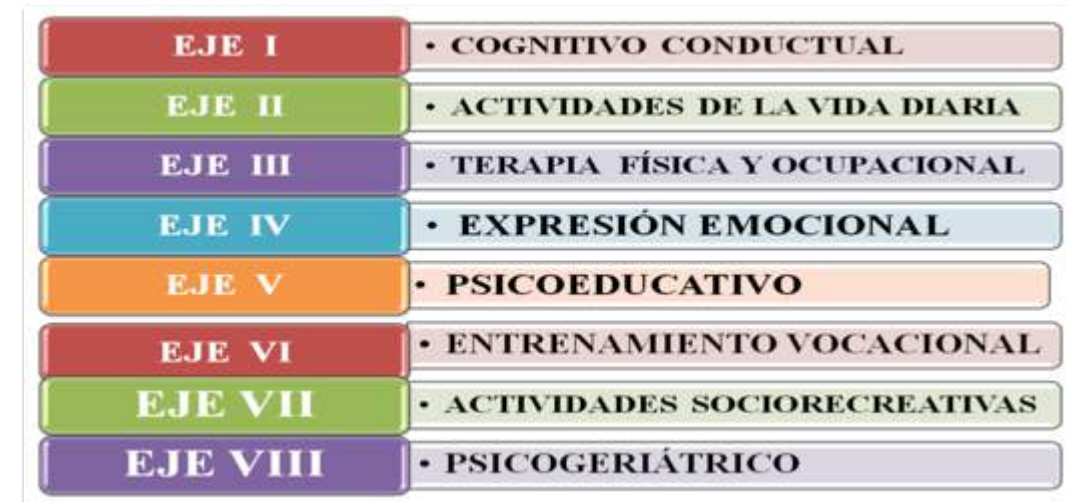 EJE I
• COGNITIVO CONDUCTUAL
EJE II
• ACTIVIDADES DE LA VIDA DIARIA
EJE III
• TERAPIA FÍSICA Y OCUPACIONAL
EJE IV
• EXPRESIÓN EMOCIONAL
EJE V
• PSICOEDUCATIVO
EJE VI
• ENTRENAMIENTO VOCACIONAL
EJE VII
• ACTIVIDADES SOCIORECREATIVAS
EJE VIII
• PSICOGERIÁTRICO